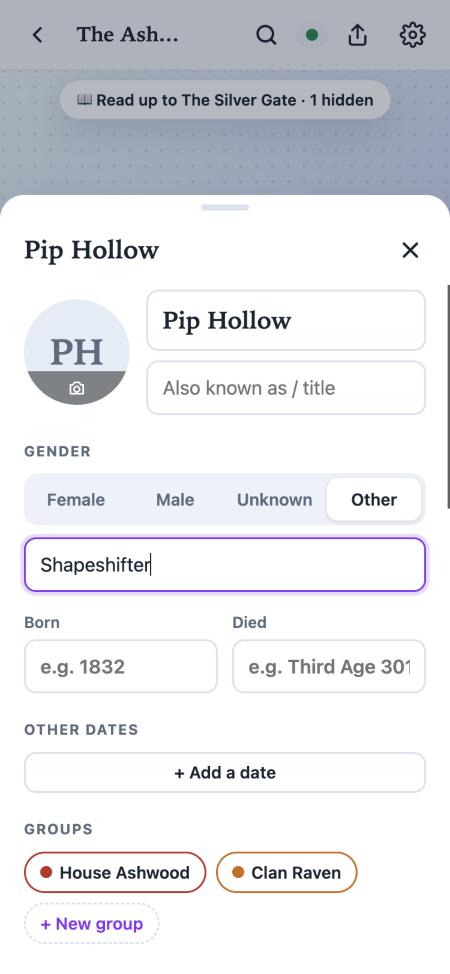 The Ash...
Read up to The Silver Gate · 1 hidden
Pip Hollow
PH
Pip Hollow
Also known as / title
GENDER
Female Male Unknown Other
Shapeshifter
Born Died
e.g. 1832 e.g. Third Age 301
OTHER DATES
+ Add a date
GROUPS
House Ashwood Clan Raven
+ New group